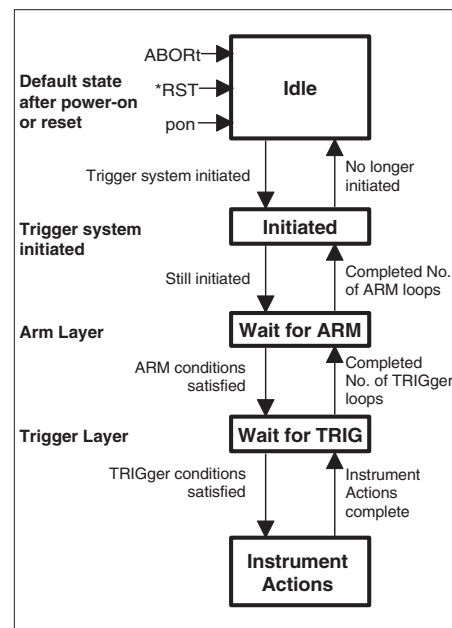 ABORt
*RST
pon
Default state
after power-on
or reset
Idle
Trigger system initiated
No longer
initiated
Trigger system
initiated
Initiated
Still initiated
Completed No.
of ARM loops
Arm Layer
Wait for ARM
ARM conditions
satisfied
Completed
No. of TRIGger
loops
Trigger Layer
Wait for TRIG
TRIGger conditions
satisfied
Instrument
Actions
complete
Instrument
Actions